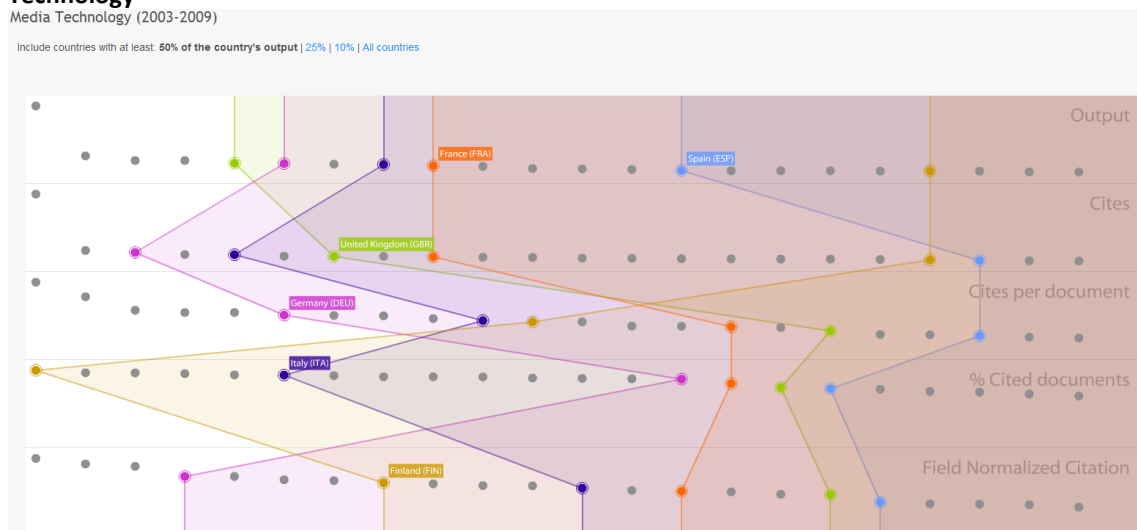 Technology
Media Technology (2003-2009)
Include countries with at least: 50% of the country's output | 25% | 10% | All countries
Output
France (FRA)
Spain (ESP)
Cites
United Kingdom (GBR)
Cites per document
Germany (DEU)
Italy (ITA)
% Cited documents
Finland (FIN)
Field Normalized Citation